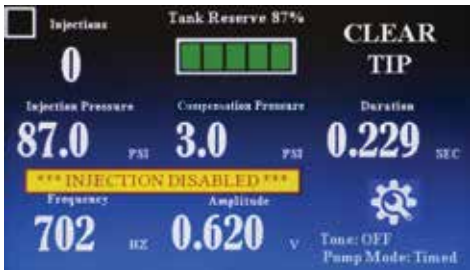 Injections
0
Tank Reserve 87%
CLEAR
TIP
Injection Pressure
87.0 PSI
Compensation Pressure
3.0 PSI
Duration
0.229 SEC
*** INJECTION DISABLED ***
Frequency
702 HZ
Amplitude
0.620 V
Tone: OFF
Pump Mode: Timed